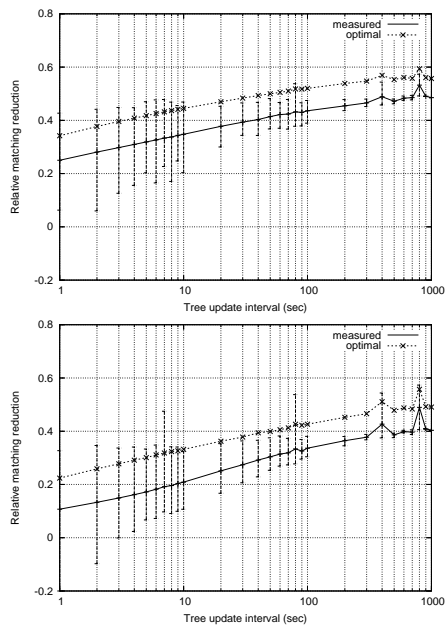 0.8
measured
optimal
0.6
0.4
0.2
0
-0.2
Relative matching reduction
1 10 100 1000
Tree update interval (sec)
0.8
measured
optimal
0.6
0.4
0.2
0
-0.2
Relative matching reduction
1 10 100 1000
Tree update interval (sec)